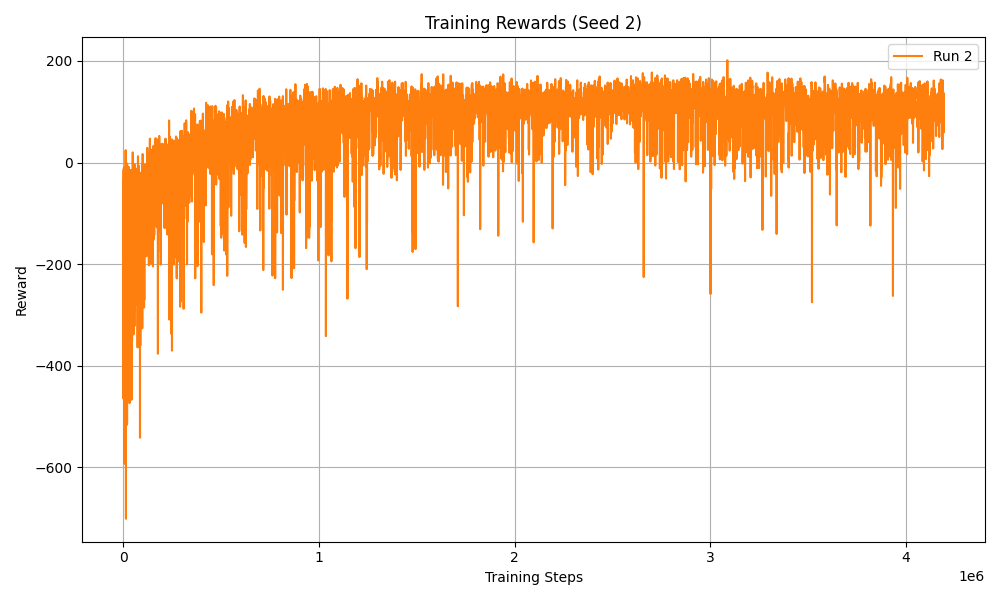 Training Rewards (Seed 2)
Run 2
Reward
200
0
−200
−400
−600
0
1
2
3
4
1e6
Training Steps